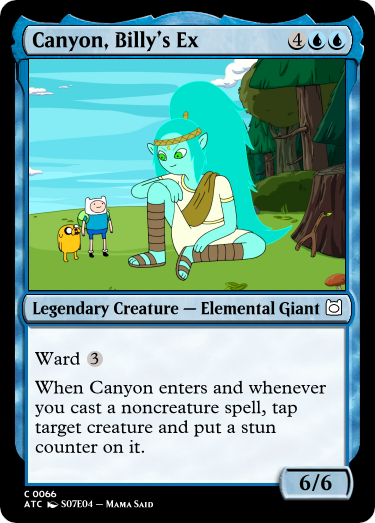 Canyon, Billy's Ex 4
Legendary Creature — Elemental Giant
Ward 3
When Canyon enters and whenever
you cast a noncreature spell, tap
target creature and put a stun
counter on it.
6/6
C 0066
ATC S07E04 – Mama Said